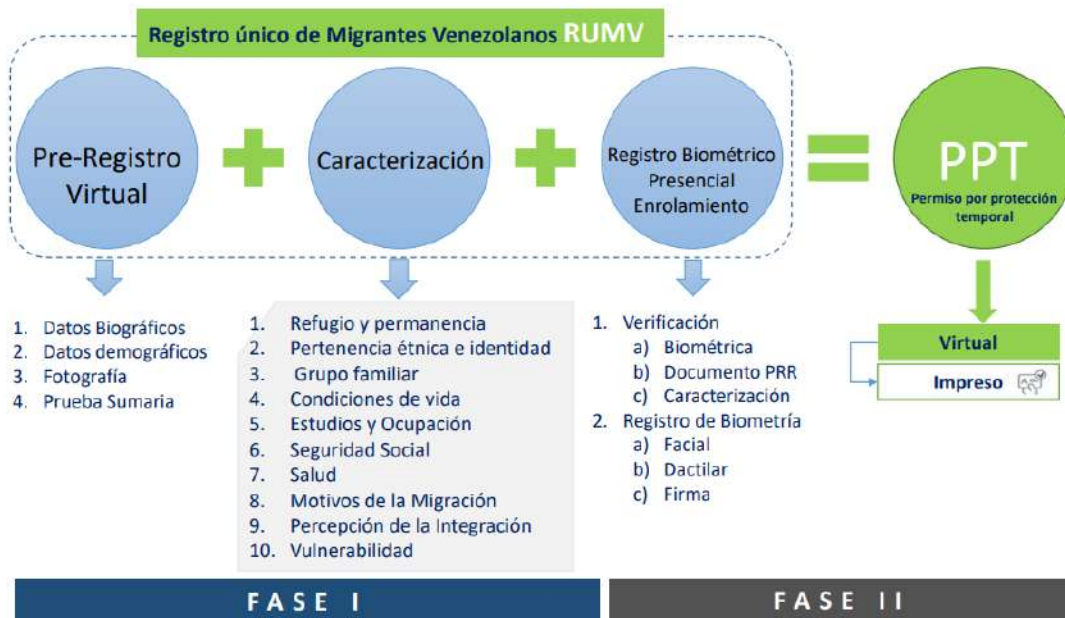 Registro único de Migrantes Venezolanos RUMV
Pre-Registro
Virtual
Caracterización
Registro Biométrico
Presencial
Enrolamiento
PPT
Permiso por protección
temporal
1. Datos Biográficos
2. Datos demográficos
3. Fotografía
4. Prueba Sumaria
1. Refugio y permanencia
2. Pertenencia étnica e identidad
3. Grupo familiar
4. Condiciones de vida
5. Estudios y Ocupación
6. Seguridad Social
7. Salud
8. Motivos de la Migración
9. Percepción de la Integración
10. Vulnerabilidad
1. Verificación
a) Biométrica
b) Documento PRR
c) Caracterización
2. Registro de Biometría
a) Facial
b) Dactilar
c) Firma
Virtual
Impreso
FASE I
FASE II